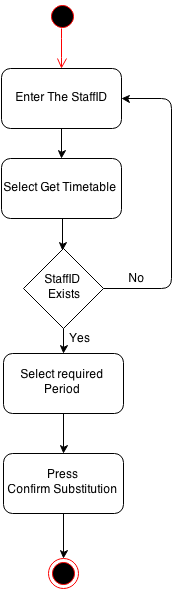 Enter The StaffID
Select Get Timetable
StaffID
Exists
No
Yes
Select required
Period
Press
Confirm Substitution